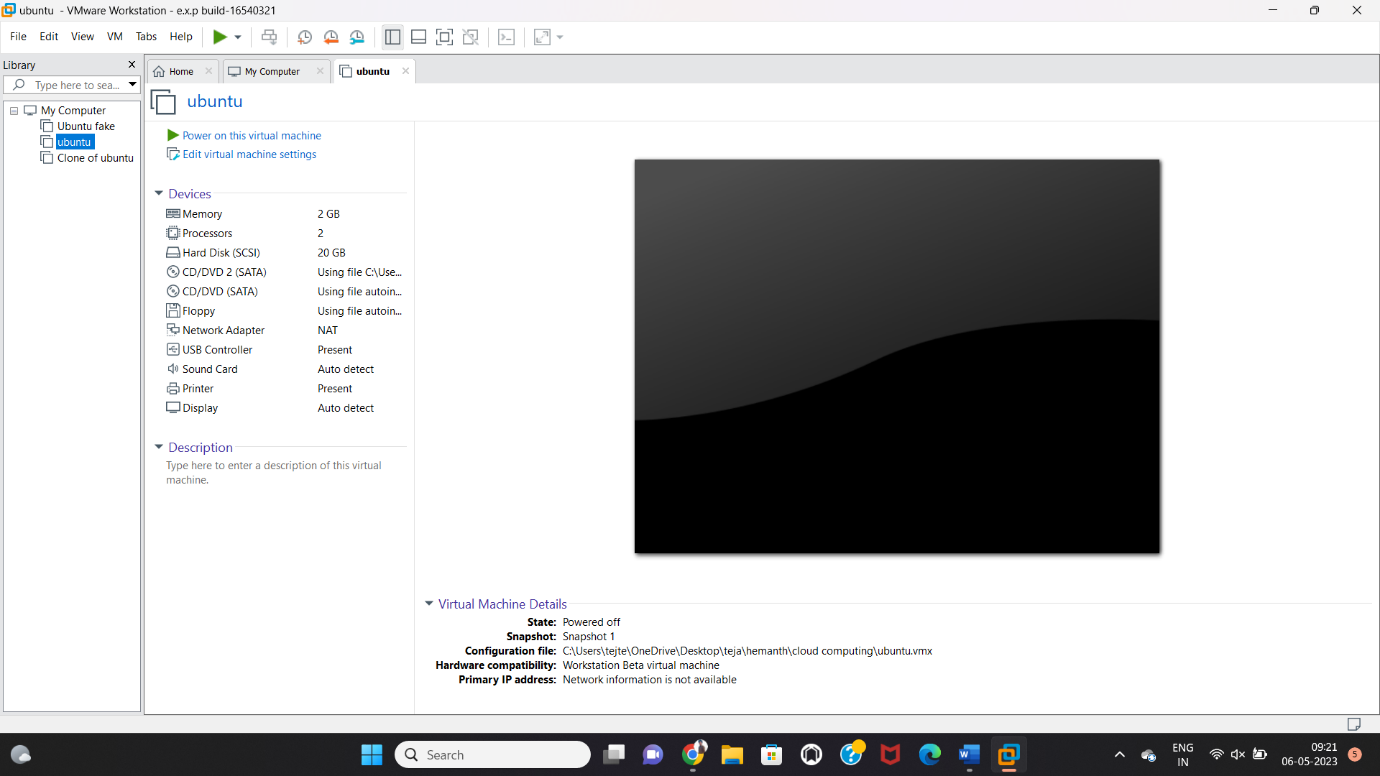 ubuntu - VMware Workstation - e.x.p build-16540321
File Edit View VM Tabs Help
Library
Type here to sea...
My Computer
Ubuntu fake
ubuntu
Clone of ubuntu
Home
My Computer
ubuntu
ubuntu
Power on this virtual machine
Edit virtual machine settings
Devices
Memory 2 GB
Processors 2
Hard Disk (SCSI) 20 GB
CD/DVD 2 (SATA) Using file C:\Use...
CD/DVD (SATA) Using file autoin...
Floppy Using file autoin...
Network Adapter NAT
USB Controller Present
Sound Card Auto detect
Printer Present
Display Auto detect
Description
Type here to enter a description of this virtual
machine.
Virtual Machine Details
State: Powered off
Snapshot: Snapshot 1
Configuration file: C:\Users\tejte\OneDrive\Desktop\teja\hemanth\cloud computing\ubuntu.vmx
Hardware compatibility: Workstation Beta virtual machine
Primary IP address: Network information is not available
Search
ENG
IN
09:21
06-05-2023
5